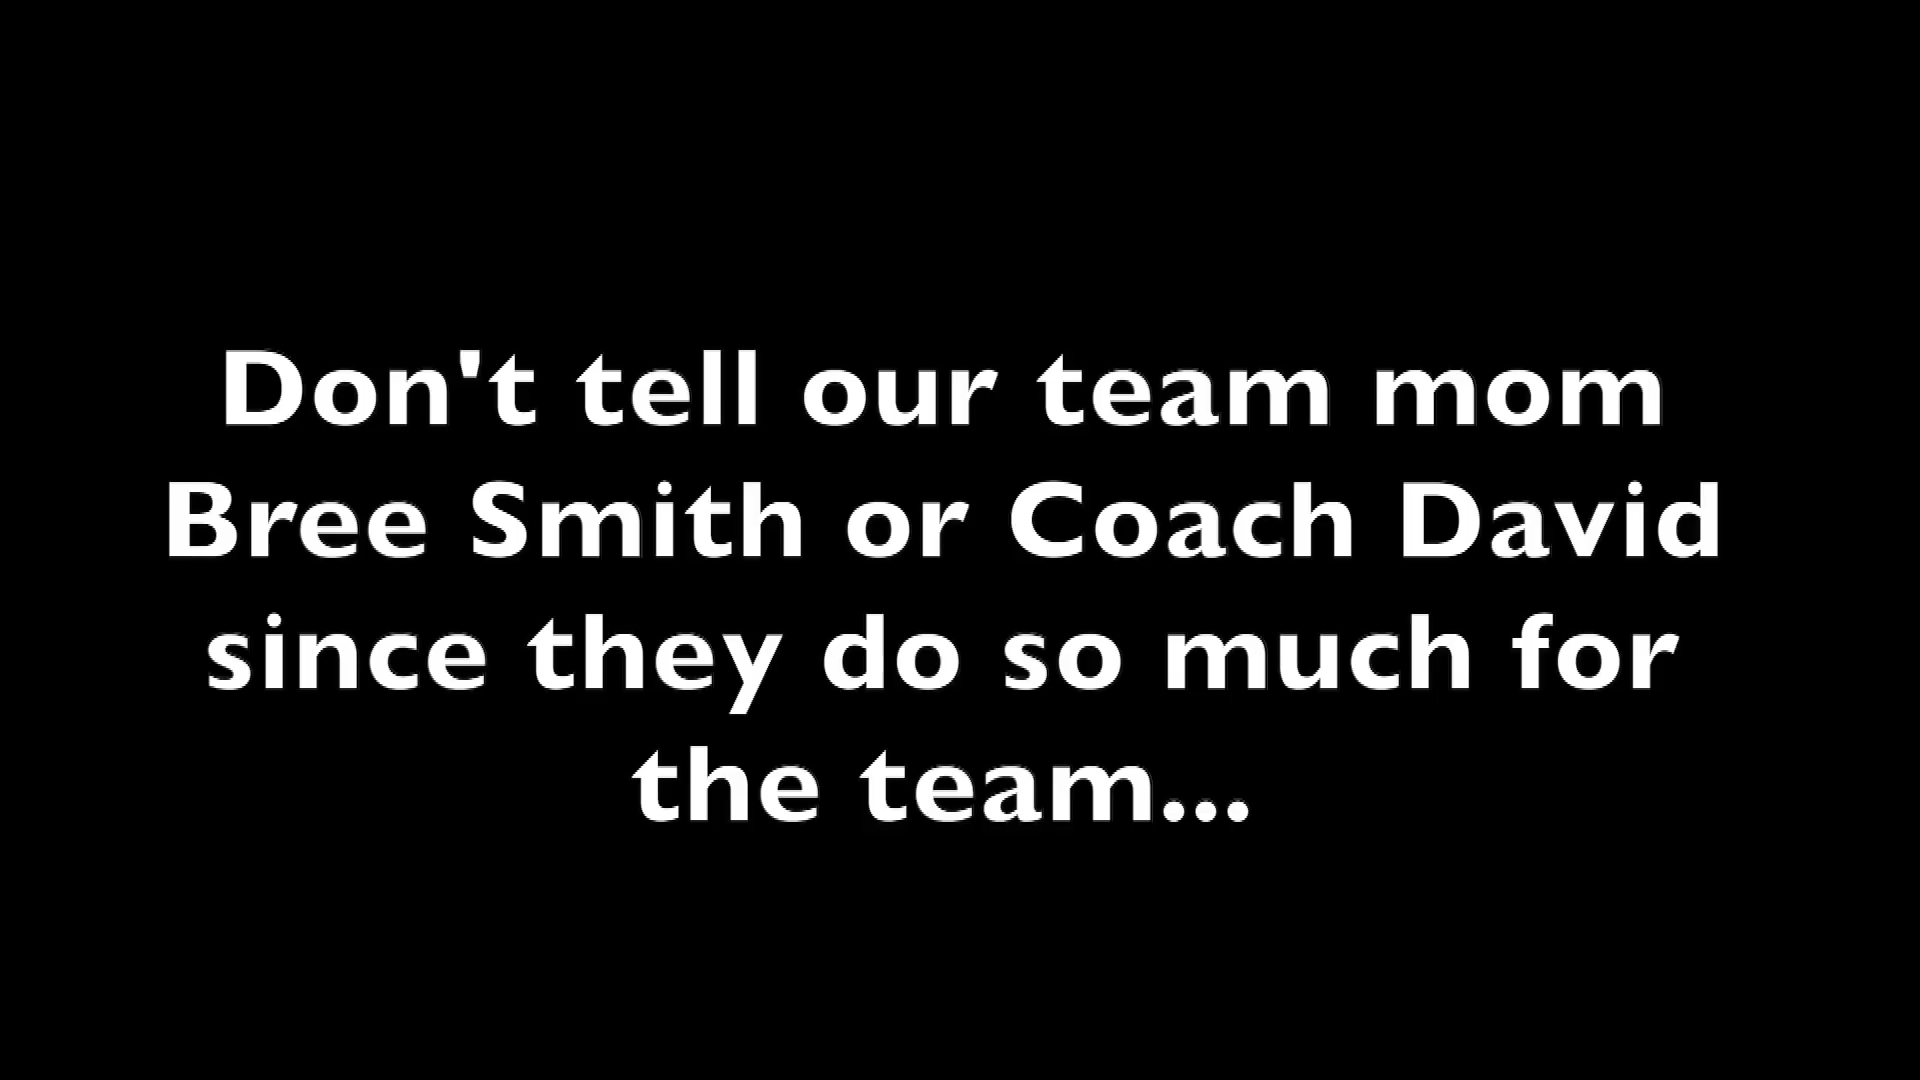 Don't tell our team mom
Bree Smith or Coach David
since they do so much for
the team...